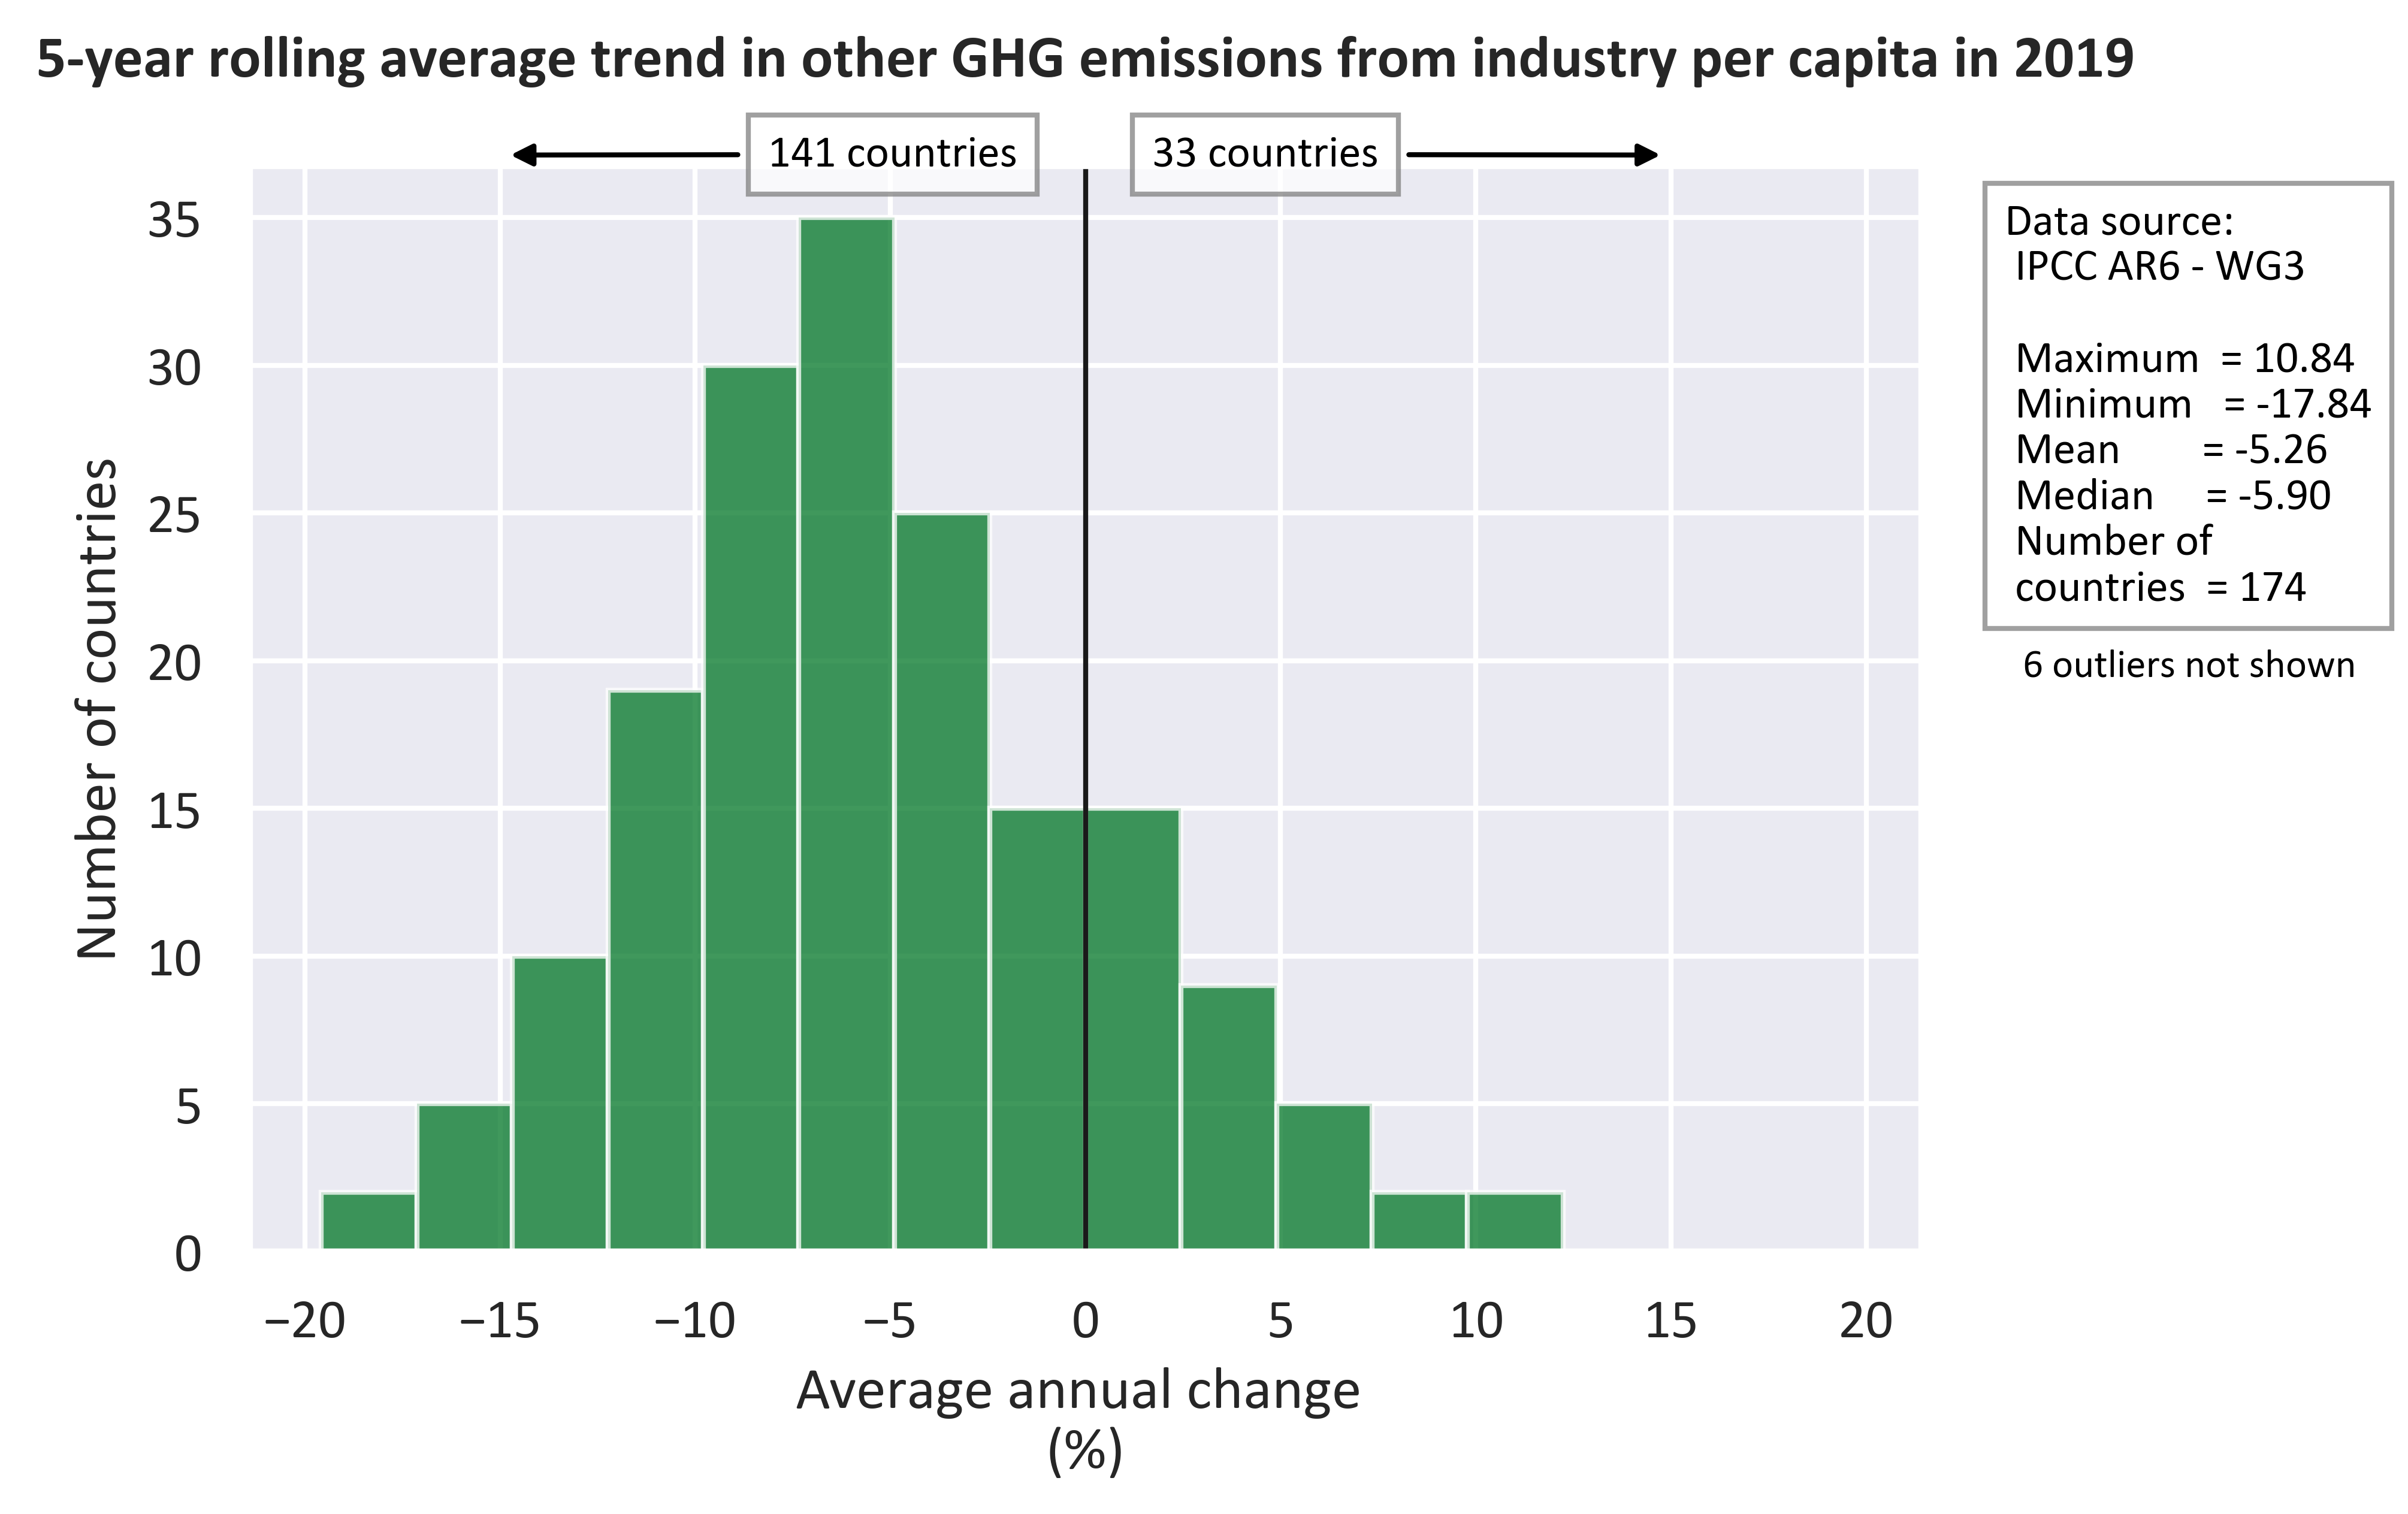 5-year rolling average trend in other GHG emissions from industry per capita in 2019
141 countries
33 countries
35
30
25
20
15
10
5
0
Number of countries
−20
−15
−10
−5
0
5
10
15
20
Average annual change
(%)
Data source:
IPCC AR6 - WG3
Maximum = 10.84
Minimum = -17.84
Mean = -5.26
Median = -5.90
Number of
countries = 174
6 outliers not shown